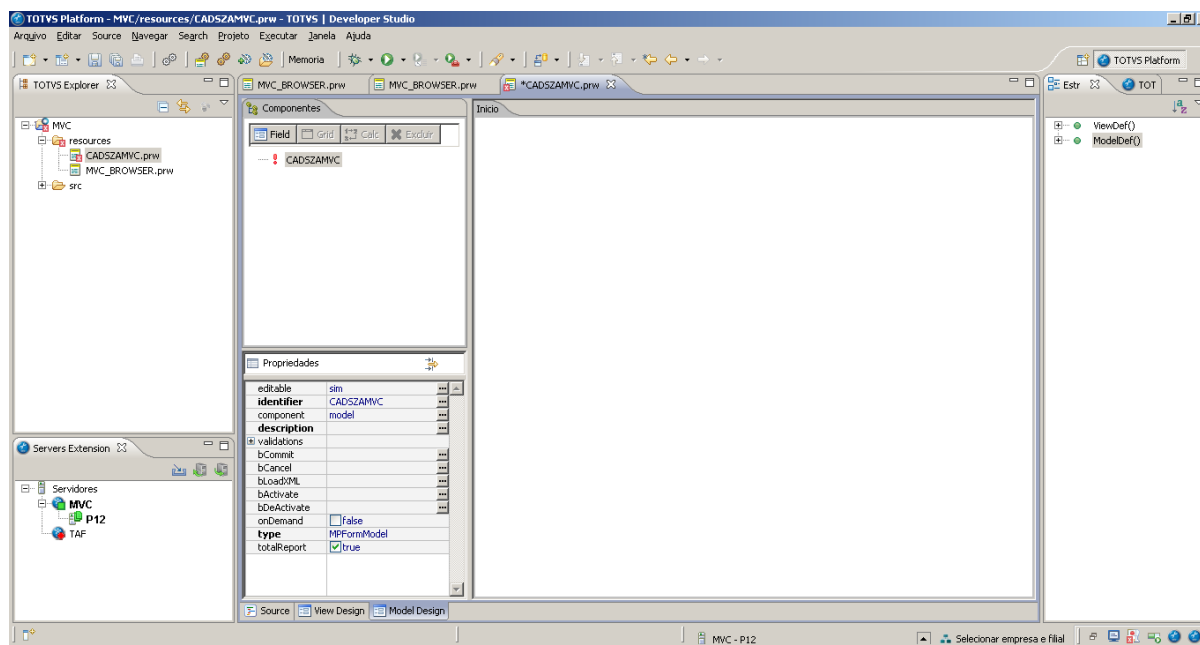 TOTVS Platform - MVC/resources/CADSZAMVC.prw - TOTVS | Developer Studio
Arquivo Editar Source Navegar Search Projeto Executar Janela Ajuda
Memoria
TOTVS Platform
TOTVS Explorer
MVC
resources
CADSZAMVC.prw
MVC_BROWSER.prw
src
Servers Extension
Servidores
MVC
P12
TAF
MVC_BROWSER.prw
MVC_BROWSER.prw
*CADSZAMVC.prw
Componentes
Field Grid Calc Excluir
CADSZAMVC
Inicio
Propriedades
editable sim
identifier CADSZAMVC
component model
description
validations
bCommit
bCancel
bLoadXML
bActivate
bDeActivate
onDemand false
type MPFormModel
totalReport true
Source View Design Model Design
Estr
TOT
ViewDef()
ModelDef()
MVC - P12
Selecionar empresa e filial